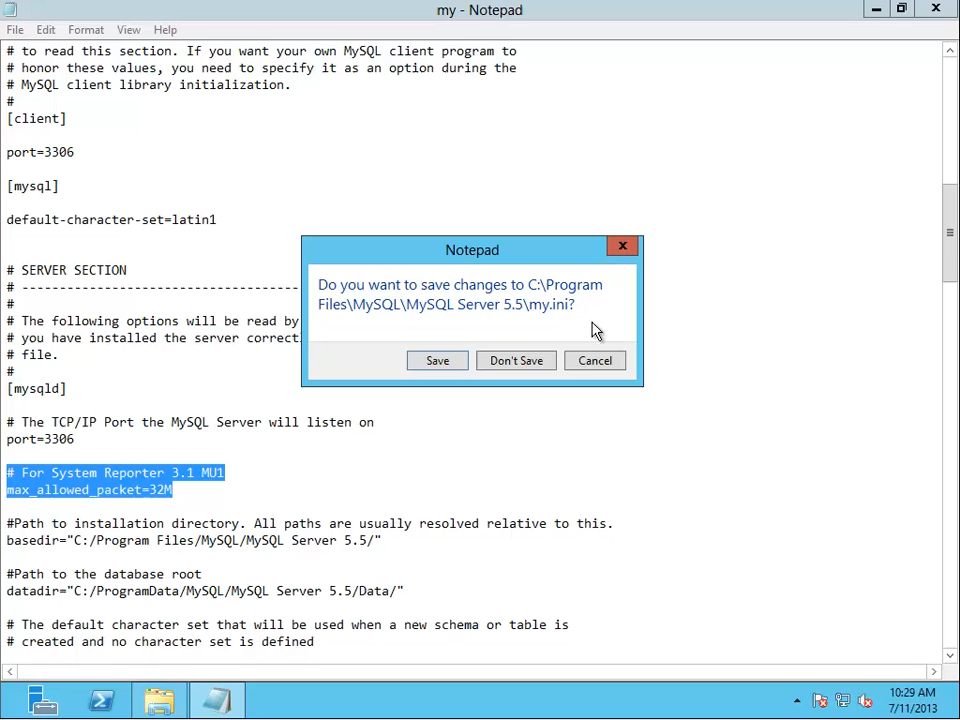 my - Notepad
File Edit Format View Help
# to read this section. If you want your own MySQL client program to
# honor these values, you need to specify it as an option during the
# MySQL client library initialization.
#
[client]
port=3306
[mysql]
default-character-set=latin1
# SERVER SECTION
# -------------------------------------
#
# The following options will be read by
# you have installed the server correcti
# file.
#
[mysqld]
# The TCP/IP Port the MySQL Server will listen on
port=3306
# For System Reporter 3.1 MU1
max_allowed_packet=32M
#Path to installation directory. All paths are usually resolved relative to this.
basedir="C:/Program Files/MySQL/MySQL Server 5.5/"
#Path to the database root
datadir="C:/ProgramData/MySQL/MySQL Server 5.5/Data/"
# The default character set that will be used when a new schema or table is
# created and no character set is defined
Notepad
Do you want to save changes to C:\Program
Files\MySQL\MySQL Server 5.5\my.ini?
Save Don't Save Cancel
10:29 AM
7/11/2013